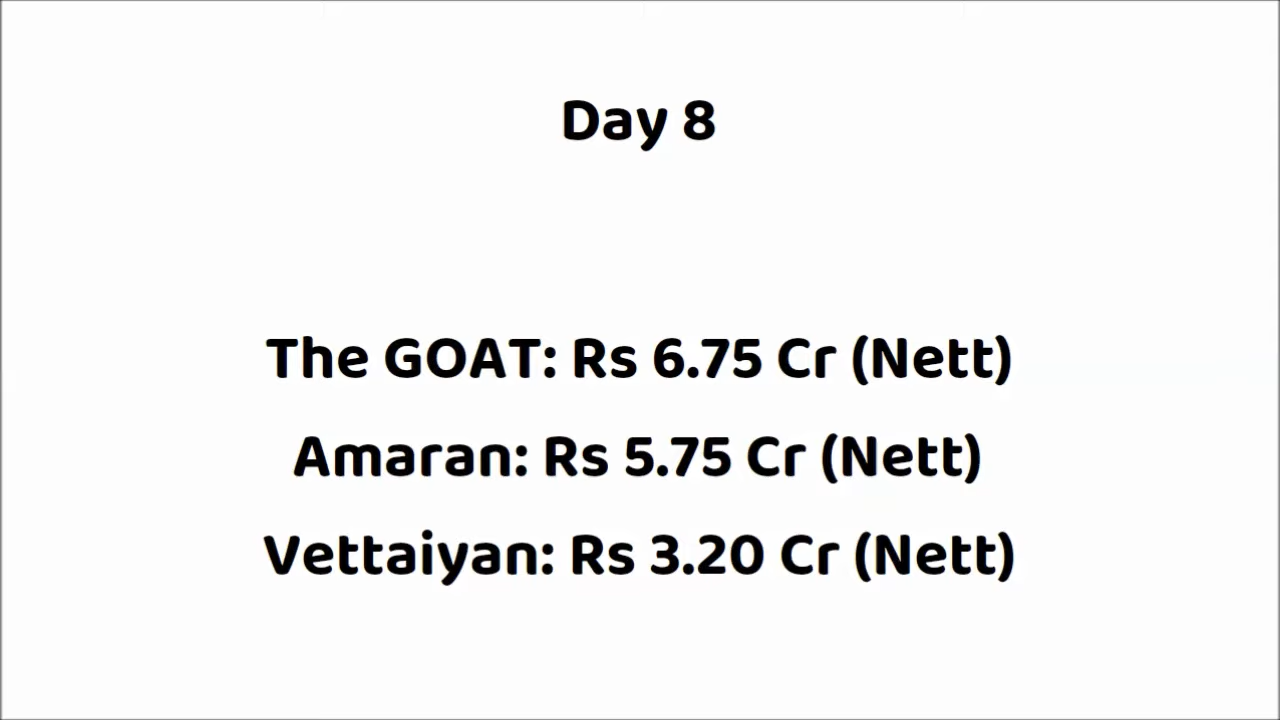 Day 8
The GOAT: Rs 6.75 Cr (Nett)
Amaran: Rs 5.75 Cr (Nett)
Vettaiyan: Rs 3.20 Cr (Nett)